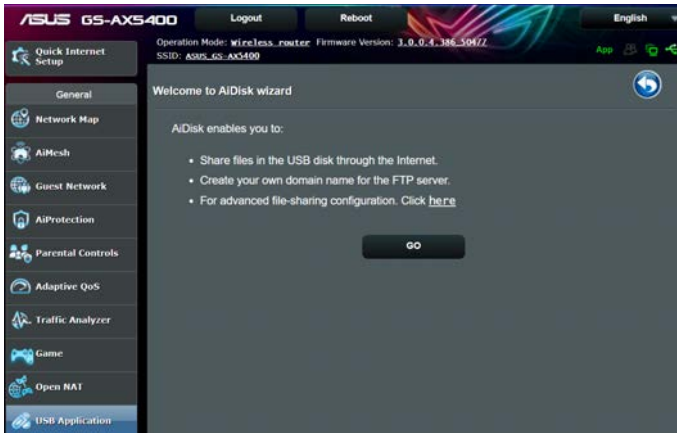 ASUS GS-AX5400
Logout
Reboot
English
Operation Mode: Wireless router Firmware Version: 3.0.0.4.386_50477
SSID: ASUS_GS-AX5400
App
Quick Internet
Setup
General
Network Map
AiMesh
Guest Network
AiProtection
Parental Controls
Adaptive QoS
Traffic Analyzer
Game
Open NAT
USB Application
Welcome to AiDisk wizard
AiDisk enables you to:
• Share files in the USB disk through the Internet.
• Create your own domain name for the FTP server.
• For advanced file-sharing configuration. Click here
GO